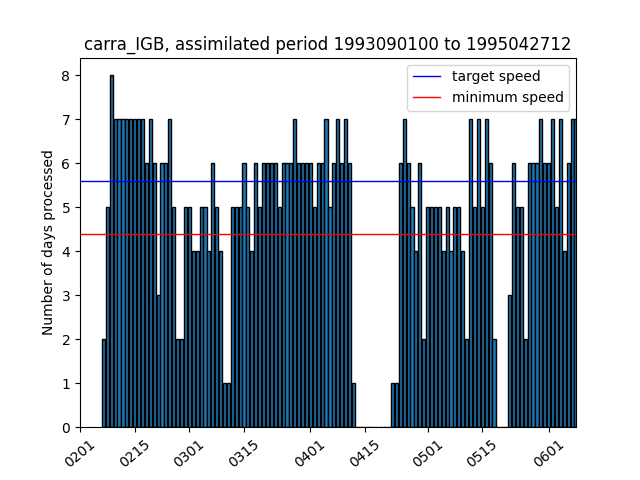 carra_IGB, assimilated period 1993090100 to 1995042712
target speed
minimum speed
Number of days processed
8
7
6
5
4
3
2
1
0
0201 0215 0301 0315 0401 0415 0501 0515 0601